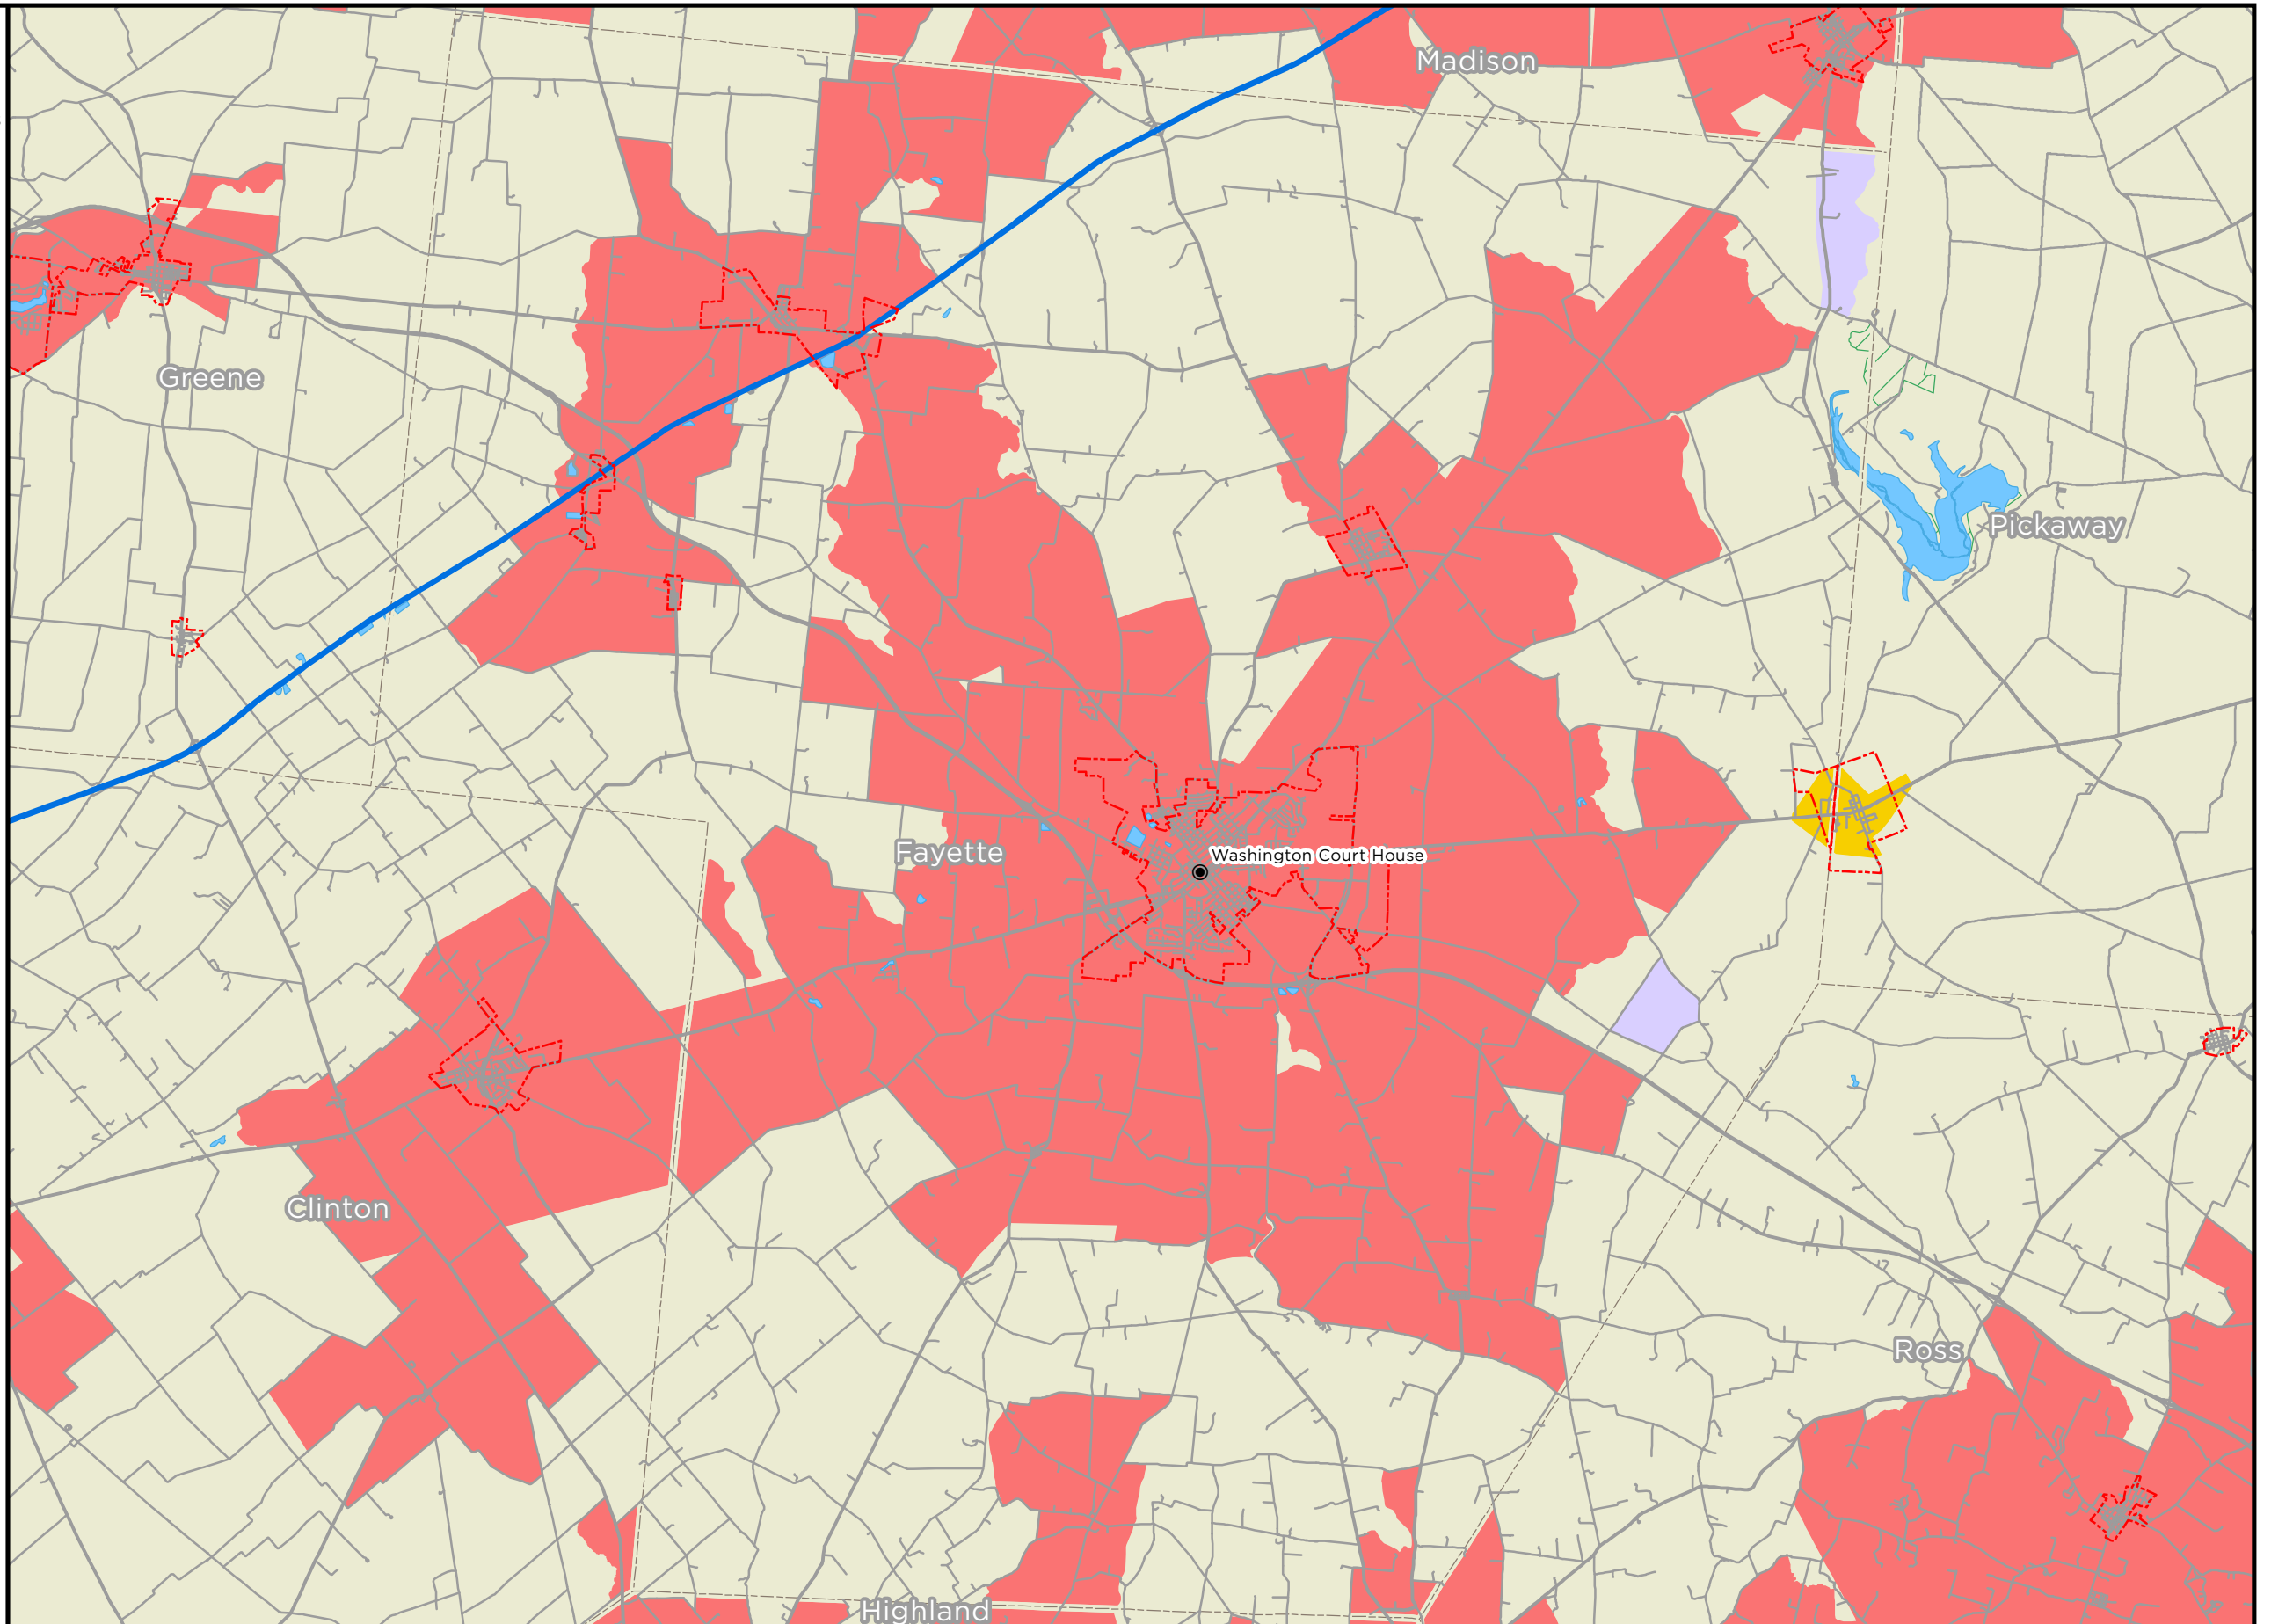 Madison
Greene
Pickaway
Fayette
Washington Court House
Clinton
Ross
Highland